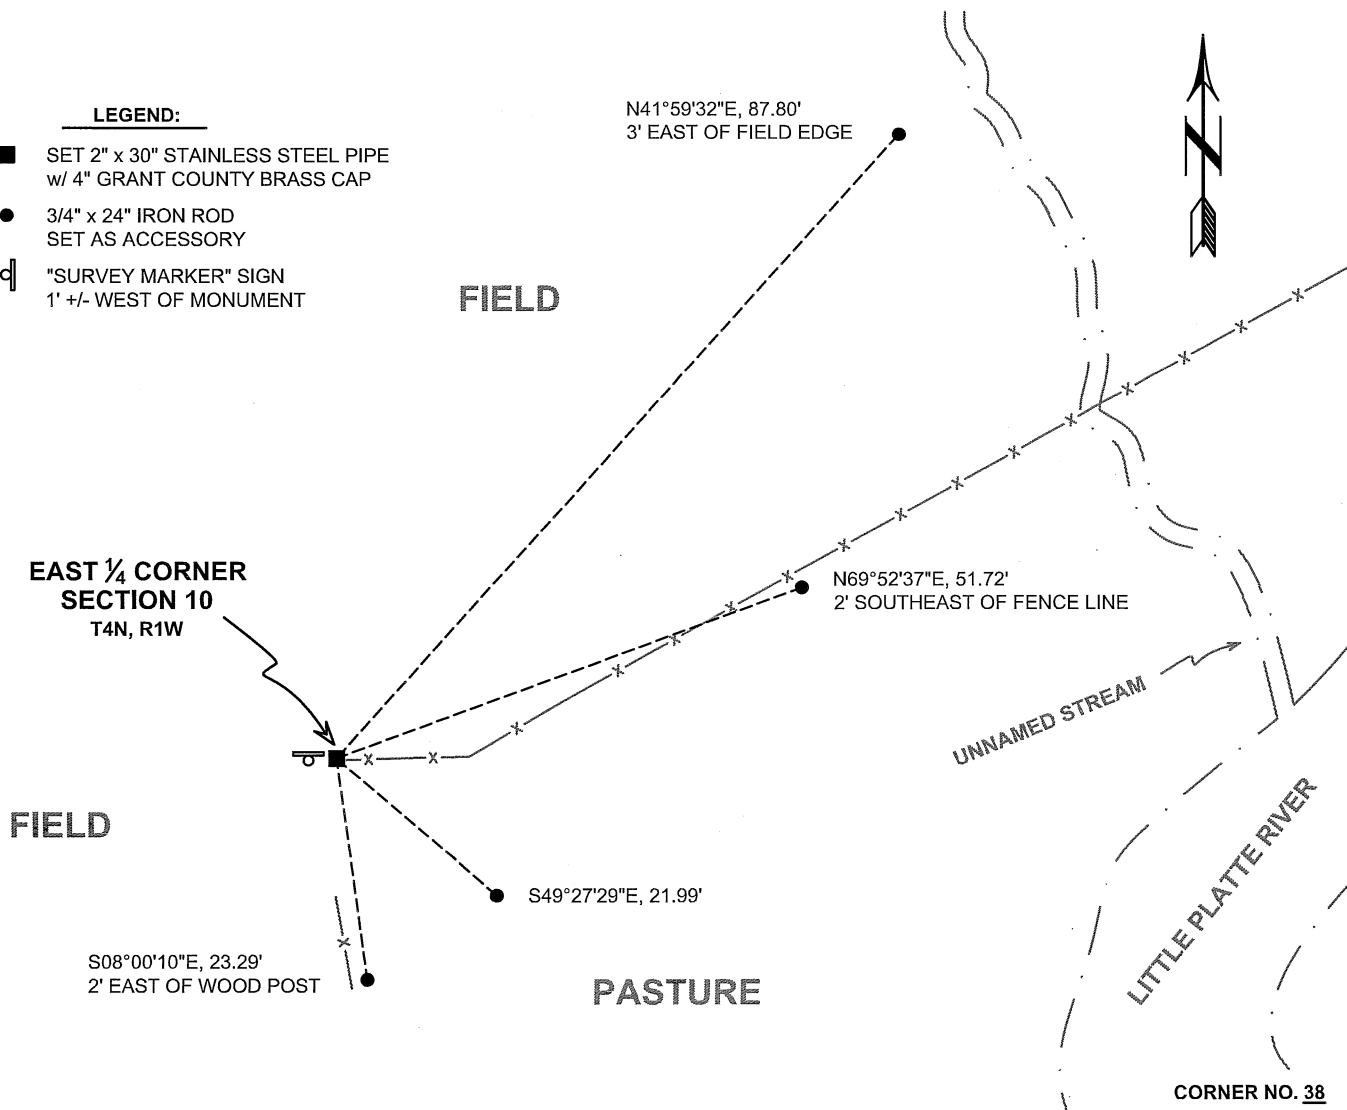 LEGEND:
SET 2" x 30" STAINLESS STEEL PIPE
w/ 4" GRANT COUNTY BRASS CAP
3/4" x 24" IRON ROD
SET AS ACCESSORY
"SURVEY MARKER" SIGN
1' +/- WEST OF MONUMENT
N41°59'32"E, 87.80'
3' EAST OF FIELD EDGE
N
FIELD
EAST ¼ CORNER
SECTION 10
T4N, R1W
N69°52'37"E, 51.72'
2' SOUTHEAST OF FENCE LINE
UNNAMED STREAM
FIELD
LITTLE PLATTE RIVER
S49°27'29"E, 21.99'
S08°00'10"E, 23.29'
2' EAST OF WOOD POST
PASTURE
CORNER NO. 38